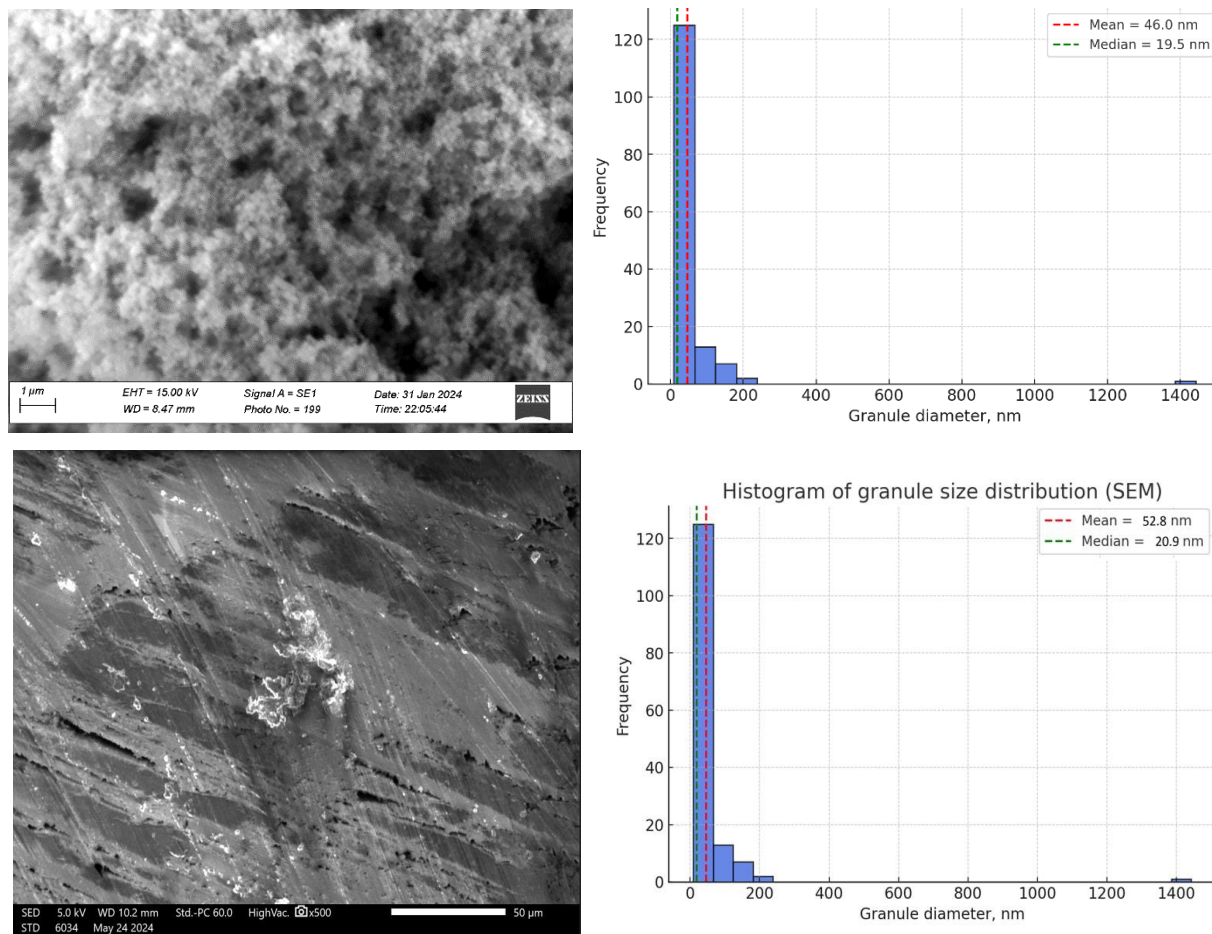 1 µm
EHT = 15.00 kV
WD = 8.47 mm
Signal A = SE1
Photo No. = 199
Date: 31 Jan 2024
Time: 22:05:44
ZEISS
Mean = 46.0 nm
Median = 19.5 nm
Frequency
120
100
80
60
40
20
0
0 200 400 600 800 1000 1200 1400
Granule diameter, nm
SED 5.0 kV WD 10.2 mm Std.-PC 60.0 HighVac. x500 50 µm
STD 6034 May 24 2024
Histogram of granule size distribution (SEM)
Mean = 52.8 nm
Median = 20.9 nm
Frequency
120
100
80
60
40
20
0
0 200 400 600 800 1000 1200 1400
Granule diameter, nm